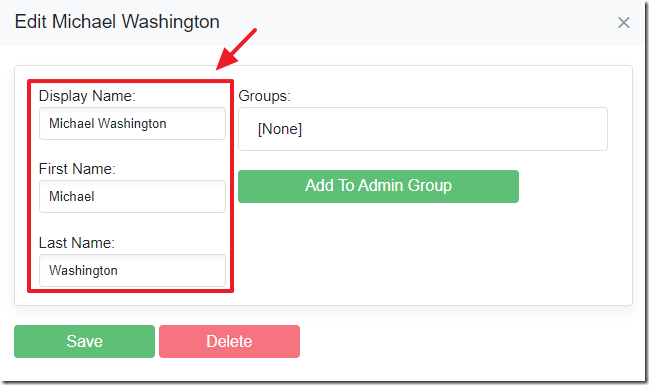 Edit Michael Washington
×
Display Name:
Michael Washington
First Name:
Michael
Last Name:
Washington
Groups:
[None]
Add To Admin Group
Save
Delete